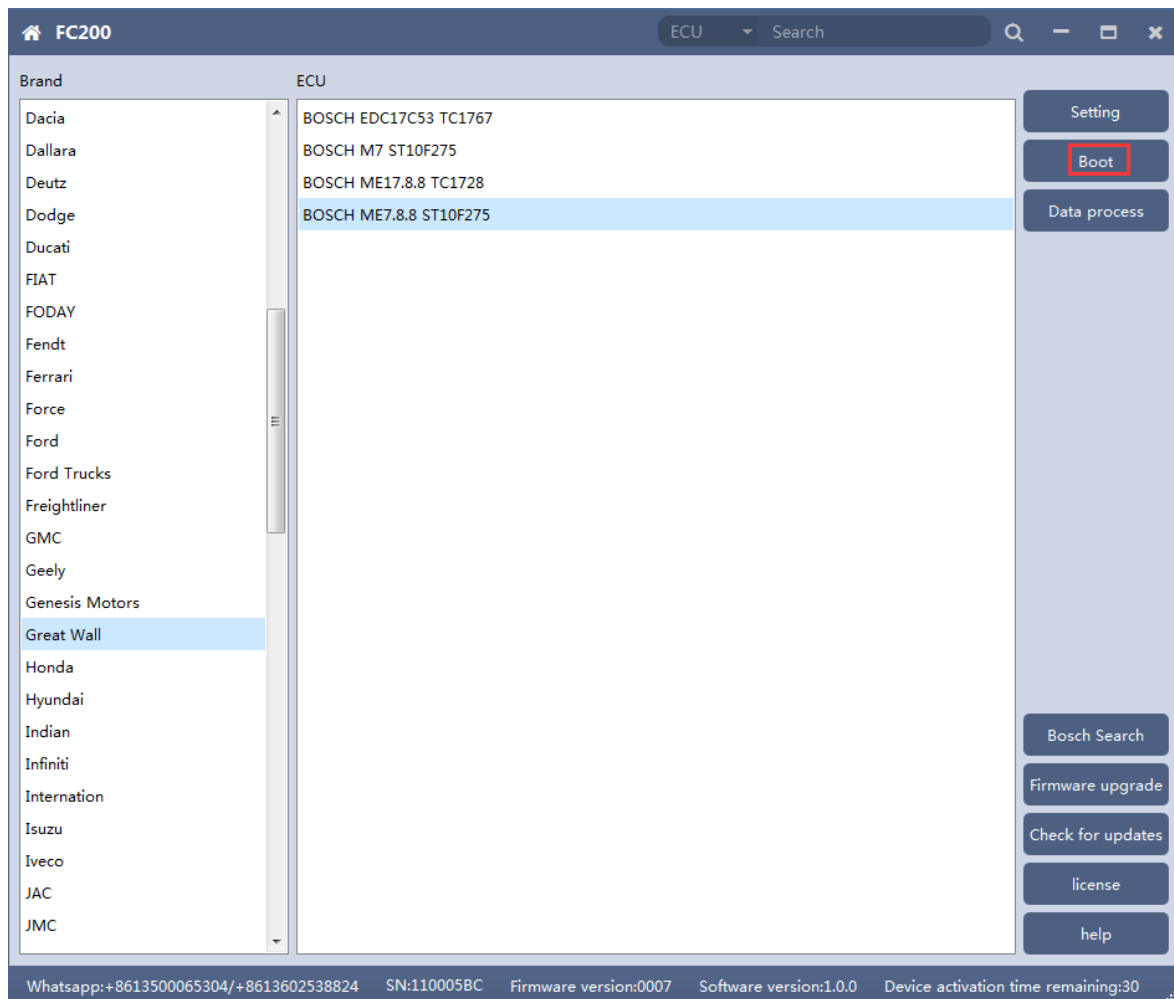 FC200
ECU
Search
Brand
ECU
Dacia
Dallara
Deutz
Dodge
Ducati
FIAT
FODAY
Fendt
Ferrari
Force
Ford
Ford Trucks
Freightliner
GMC
Geely
Genesis Motors
Great Wall
Honda
Hyundai
Indian
Infiniti
Internation
Isuzu
Iveco
JAC
JMC
BOSCH EDC17C53 TC1767
BOSCH M7 ST10F275
BOSCH ME17.8.8 TC1728
BOSCH ME7.8.8 ST10F275
Setting
Boot
Data process
Bosch Search
Firmware upgrade
Check for updates
license
help
Whatsapp:+8613500065304/+8613602538824 SN:110005BC Firmware version:0007 Software version:1.0.0 Device activation time remaining:30